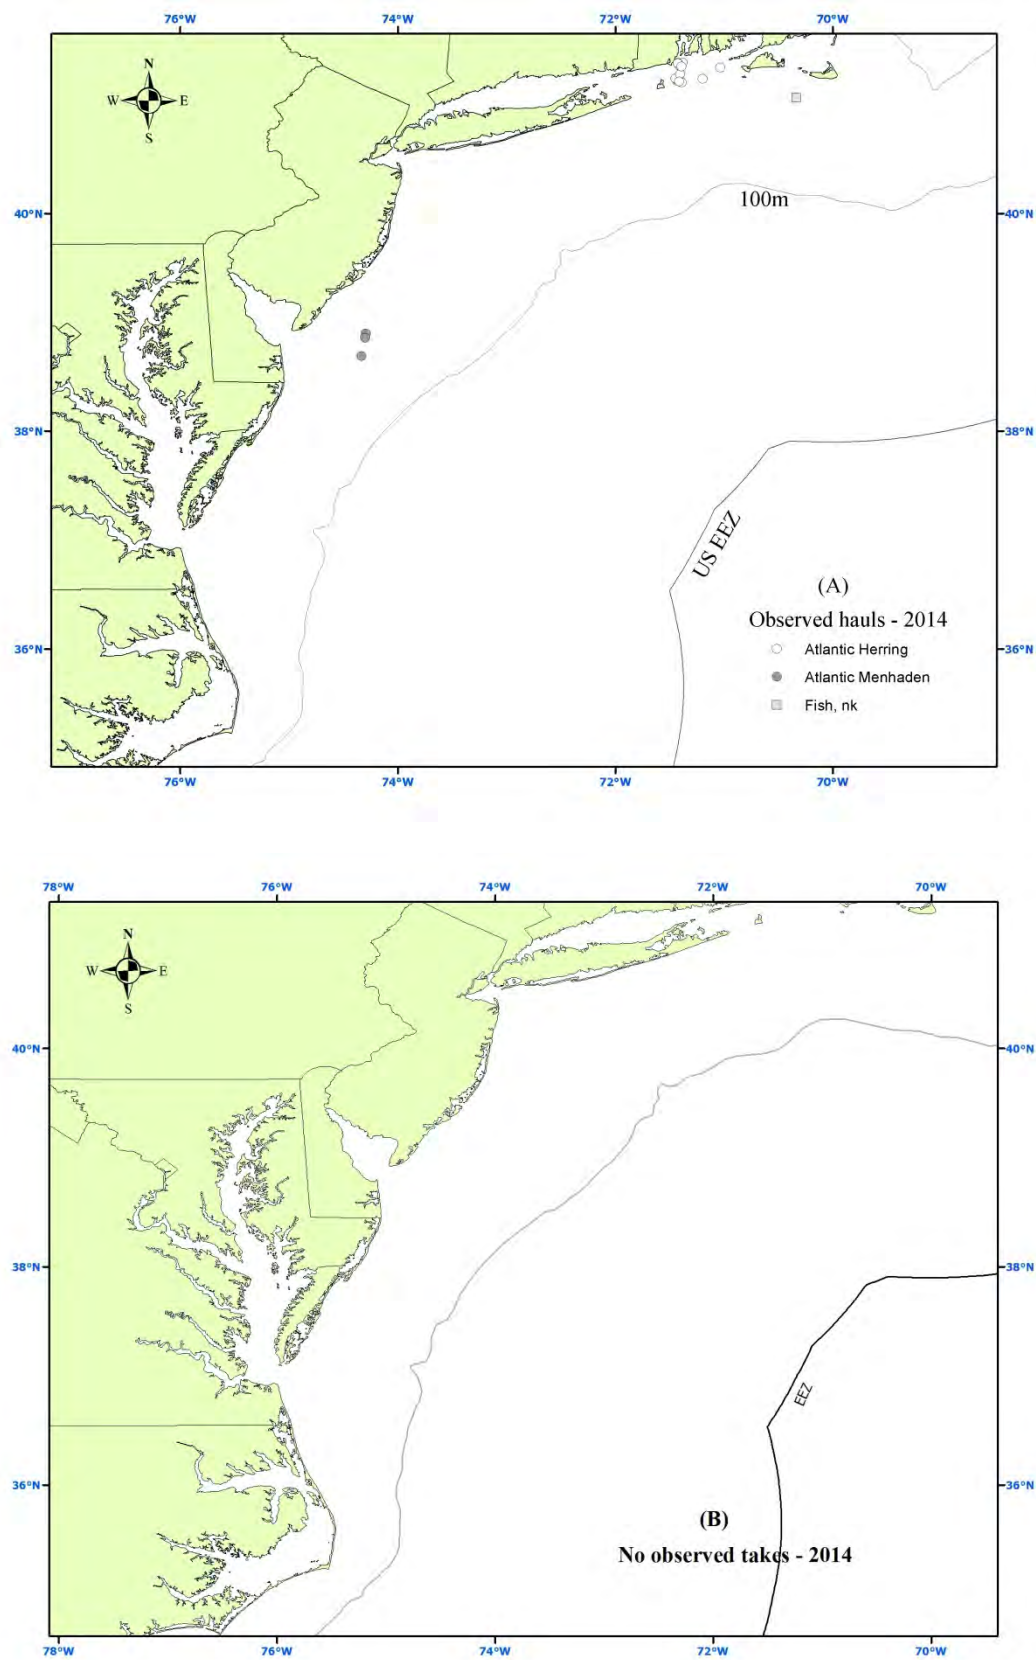 76°W 74°W 72°W 70°W
N
W E
S
40°N 40°N
100m
38°N 38°N
US EEZ
(A)
Observed hauls - 2014
36°N 36°N
Atlantic Herring
Atlantic Menhaden
Fish, nk
76°W 74°W 72°W 70°W
78°W 76°W 74°W 72°W 70°W
N
W E
S
40°N 40°N
38°N 38°N
EEZ
36°N 36°N
(B)
No observed takes - 2014
78°W 76°W 74°W 72°W 70°W